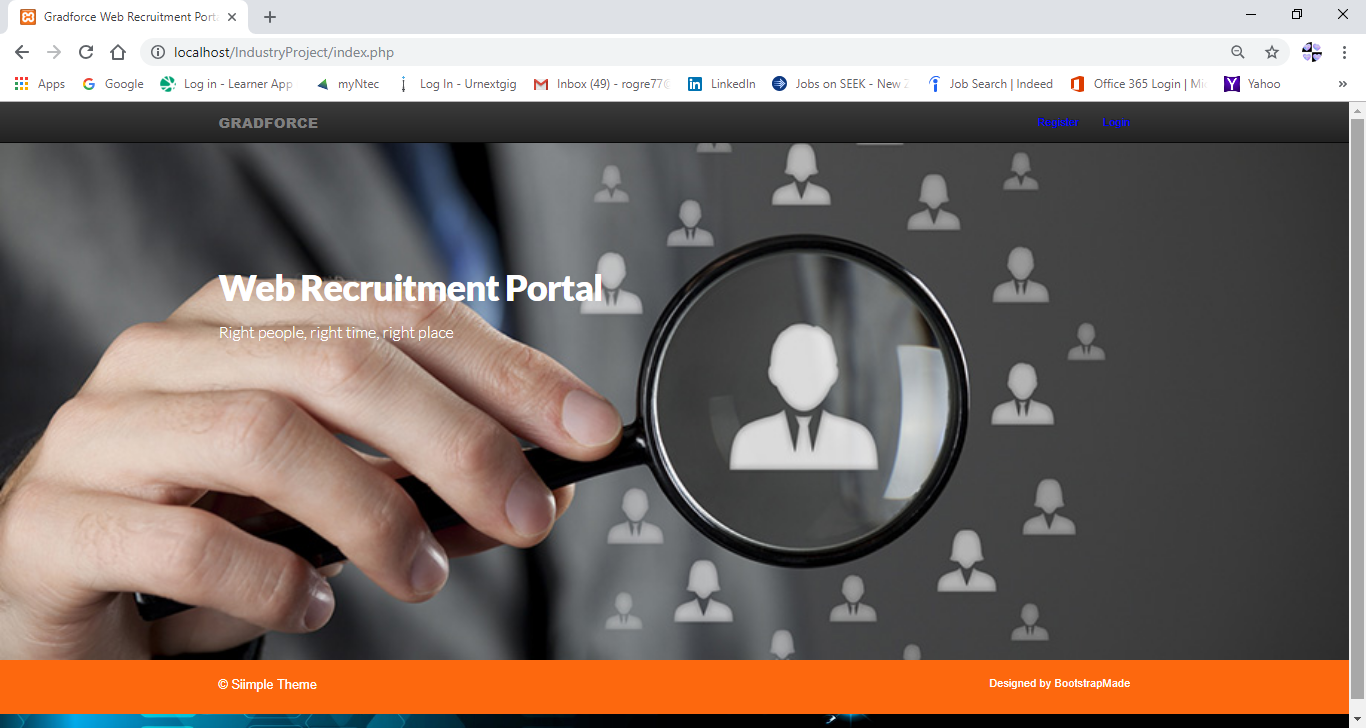 Gradforce Web Recruitment Port
localhost/IndustryProject/index.php
Apps Google Log in - Learner App myNtec Log In - Urnextgig Inbox (49) - rogre77@ LinkedIn Jobs on SEEK - New Z Job Search | Indeed Office 365 Login | Mi Yahoo »
GRADFORCE Register Login
Web Recruitment Portal
Right people, right time, right place
© Siimple Theme Designed by BootstrapMade